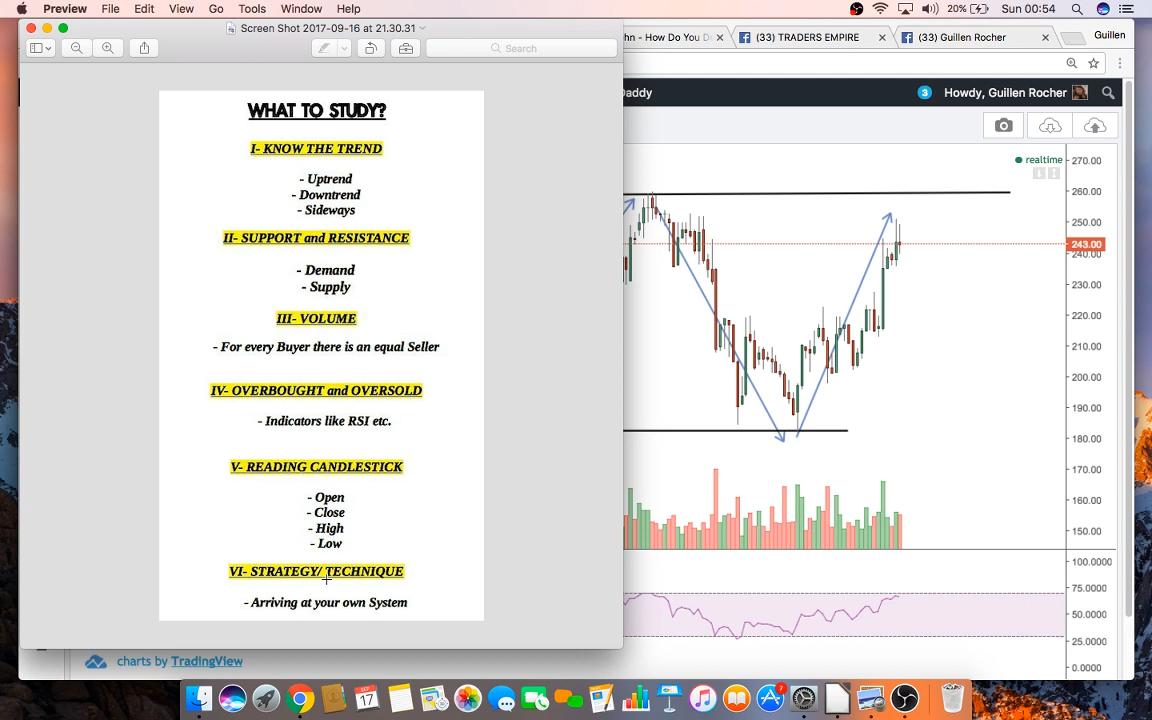 Preview File Edit View Go Tools Window Help
20% Sun 00:54
Screen Shot 2017-09-16 at 21.30.31
Search
WHAT TO STUDY?
I- KNOW THE TREND
- Uptrend
- Downtrend
- Sideways
II- SUPPORT and RESISTANCE
- Demand
- Supply
III- VOLUME
- For every Buyer there is an equal Seller
IV- OVERBOUGHT and OVERSOLD
- Indicators like RSI etc.
V- READING CANDLESTICK
- Open
- Close
- High
- Low
VI- STRATEGY/ TECHNIQUE
- Arriving at your own System
hn - How Do You D
(33) TRADERS EMPIRE
(33) Guillen Rocher
Guillen
Daddy
3 Howdy, Guillen Rocher
realtime
270.00
260.00
250.00
243.00
240.00
230.00
220.00
210.00
200.00
190.00
180.00
170.00
160.00
150.00
100.0000
75.0000
50.0000
25.0000
0.0000
charts by TradingView
SEP
17
7